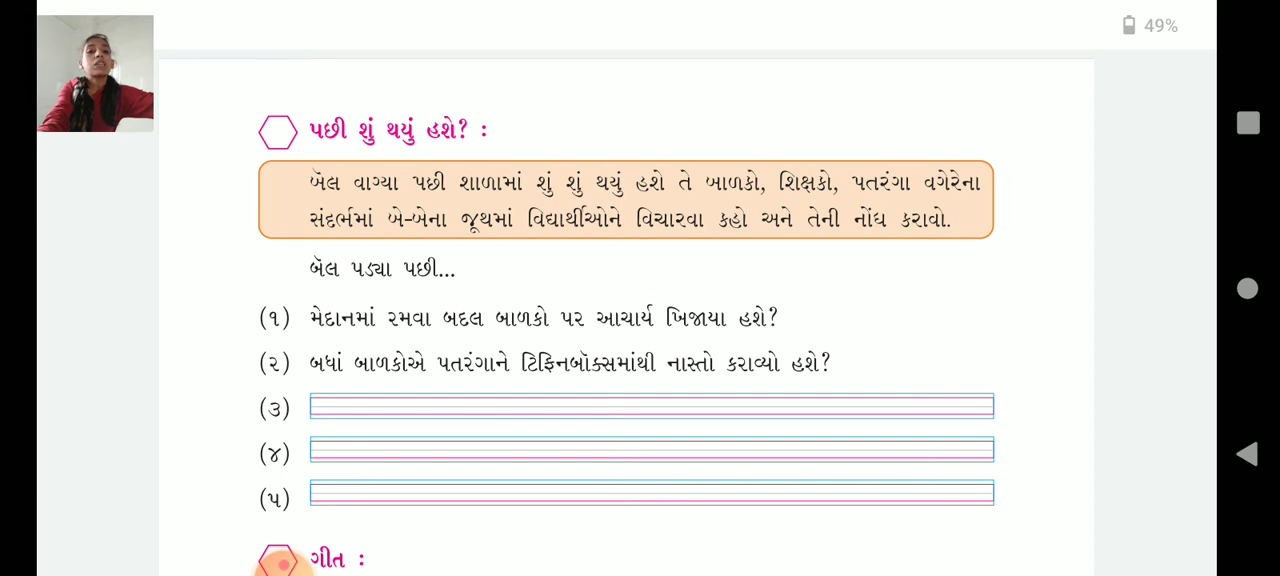 49%
પછી શું થયું હશે? :
બૅલ વાગ્યા પછી શાળામાં શું શું થયું હશે તે બાળકો, શિક્ષકો, પતરંગા વગેરેના
સંદર્ભમાં બે-બેના જૂથમાં વિદ્યાર્થીઓને વિચારવા કહો અને તેની નોંધ કરાવો.
બૅલ પડ્યા પછી...
(૧) મેદાનમાં રમવા બદલ બાળકો પર આચાર્ય ખિજાયા હશે?
(૨) બધાં બાળકોએ પતરંગાને ટિફિનબૉક્સમાંથી નાસ્તો કરાવ્યો હશે?
(૩)
(૪)
(૫)
ગીત :